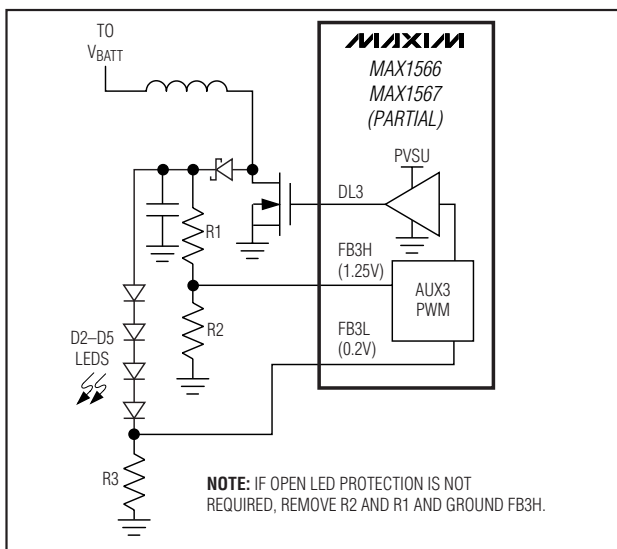 TO
VBATT
MAXIM
MAX1566
MAX1567
(PARTIAL)
PVSU
DL3
R1
FB3H
(1.25V)
AUX3
PWM
R2
FB3L
(0.2V)
D2–D5
LEDS
R3
NOTE: IF OPEN LED PROTECTION IS NOT
REQUIRED, REMOVE R2 AND R1 AND GROUND FB3H.